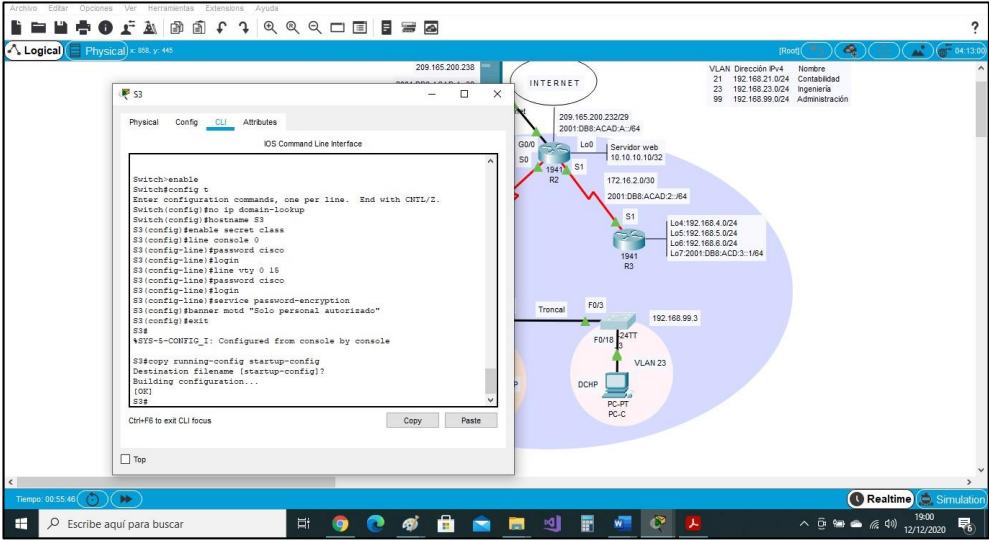 Archivo Editar Opciones Ver Herramientas Extensions Ayuda
?
Logical Physical x: 858, y: 445 [Root] 04:13:00
209.165.200.238
INTERNET
VLAN Dirección IPv4 Nombre
21 192.168.21.0/24 Contabilidad
23 192.168.23.0/24 Ingeniería
99 192.168.99.0/24 Administración
209.165.200.232/29
2001:DB8:ACAD:A::/64
G0/0
Lo0
Servidor web
10.10.10.10/32
S0
S1
1941
R2
172.16.2.0/30
2001:DB8:ACAD:2::/64
S1
1941
R3
Lo4:192.168.4.0/24
Lo5:192.168.5.0/24
Lo6:192.168.6.0/24
Lo7:2001:DB8:ACD:3::1/64
Troncal
F0/3
192.168.99.3
F0/18
-24TT
VLAN 23
DCHP
PC-PT
PC-C
S3
Physical Config CLI Attributes
IOS Command Line Interface
Switch>enable
Switch#config t
Enter configuration commands, one per line. End with CNTL/Z.
Switch(config)#no ip domain-lookup
Switch(config)#hostname S3
S3(config)#enable secret class
S3(config)#line console 0
S3(config-line)#password cisco
S3(config-line)#login
S3(config-line)#line vty 0 15
S3(config-line)#password cisco
S3(config-line)#login
S3(config-line)#service password-encryption
S3(config)#banner motd "Solo personal autorizado"
S3(config)#exit
S3#
%SYS-5-CONFIG_I: Configured from console by console
S3#copy running-config startup-config
Destination filename [startup-config]?
Building configuration...
[OK]
S3#
Ctrl+F6 to exit CLI focus
Copy Paste
Top
Tiempo: 00:55:46 Realtime Simulation
Escribe aquí para buscar
19:00
12/12/2020